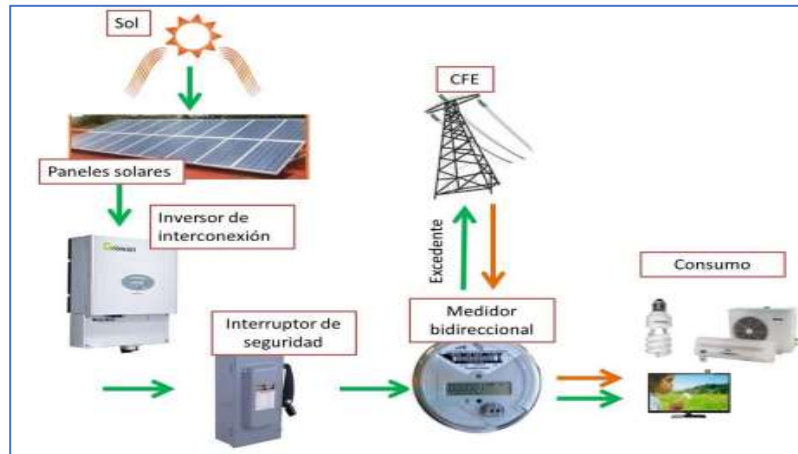 Sol
CFE
Paneles solares
Inversor de
interconexión
Excedente
Consumo
Interruptor de
seguridad
Medidor
bidireccional